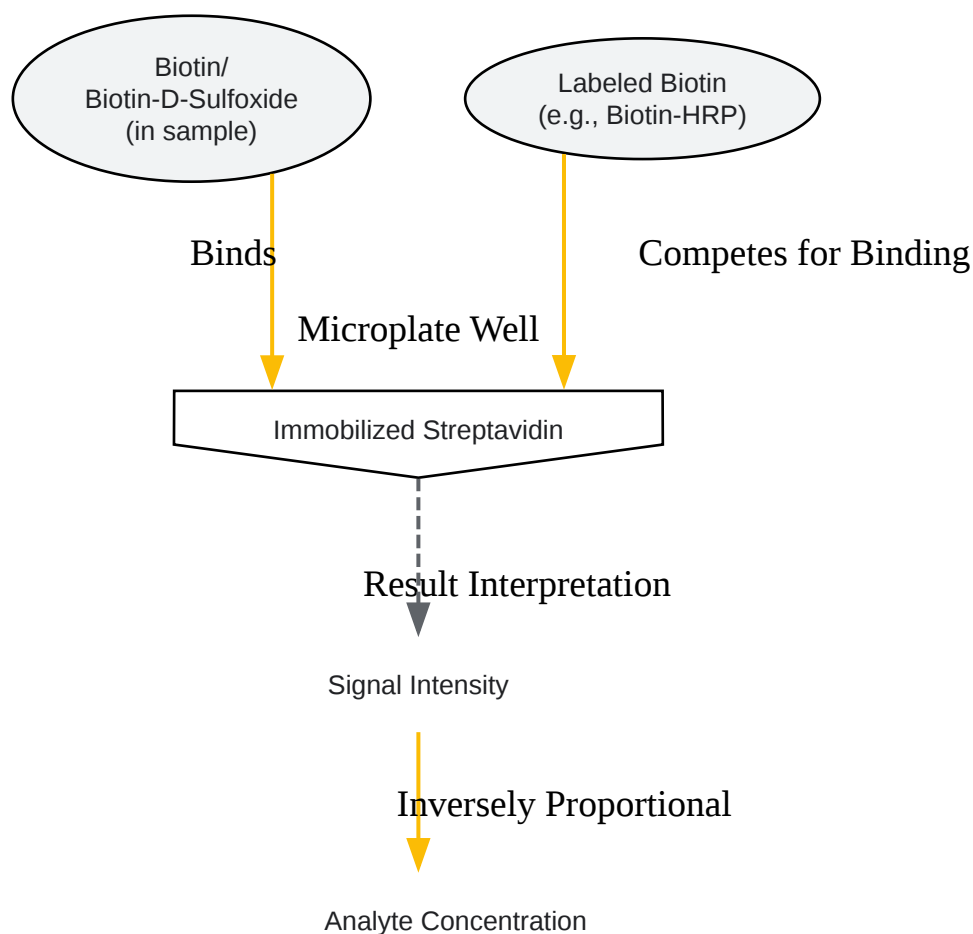 Biotin/
Biotin-D-Sulfoxide
(in sample)
Labeled Biotin
(e.g., Biotin-HRP)
Binds
Competes for Binding
Microplate Well
Immobilized Streptavidin
Result Interpretation
Signal Intensity
Inversely Proportional
Analyte Concentration